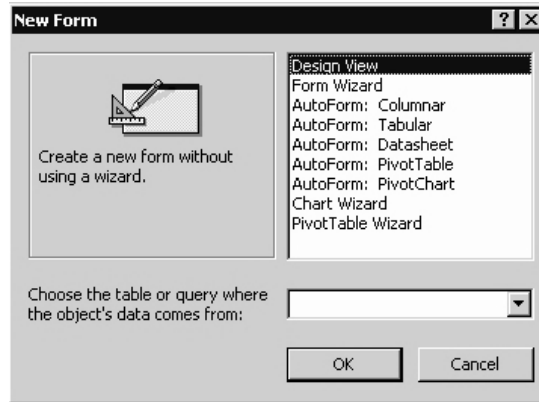 New Form
Design View
Form Wizard
AutoForm: Columnar
AutoForm: Tabular
AutoForm: Datasheet
AutoForm: PivotTable
AutoForm: PivotChart
Chart Wizard
PivotTable Wizard
Create a new form without
using a wizard.
Choose the table or query where
the object's data comes from:
OK
Cancel